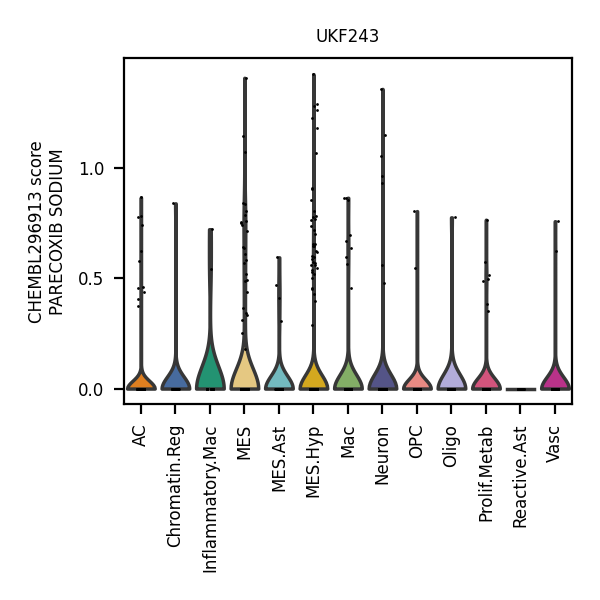 UKF243
CHEMBL296913 score
PARECOXIB SODIUM
1.0
0.5
0.0
AC
Chromatin.Reg
Inflammatory.Mac
MES
MES.Ast
MES.Hyp
Mac
Neuron
OPC
Oligo
Prolif.Metab
Reactive.Ast
Vasc